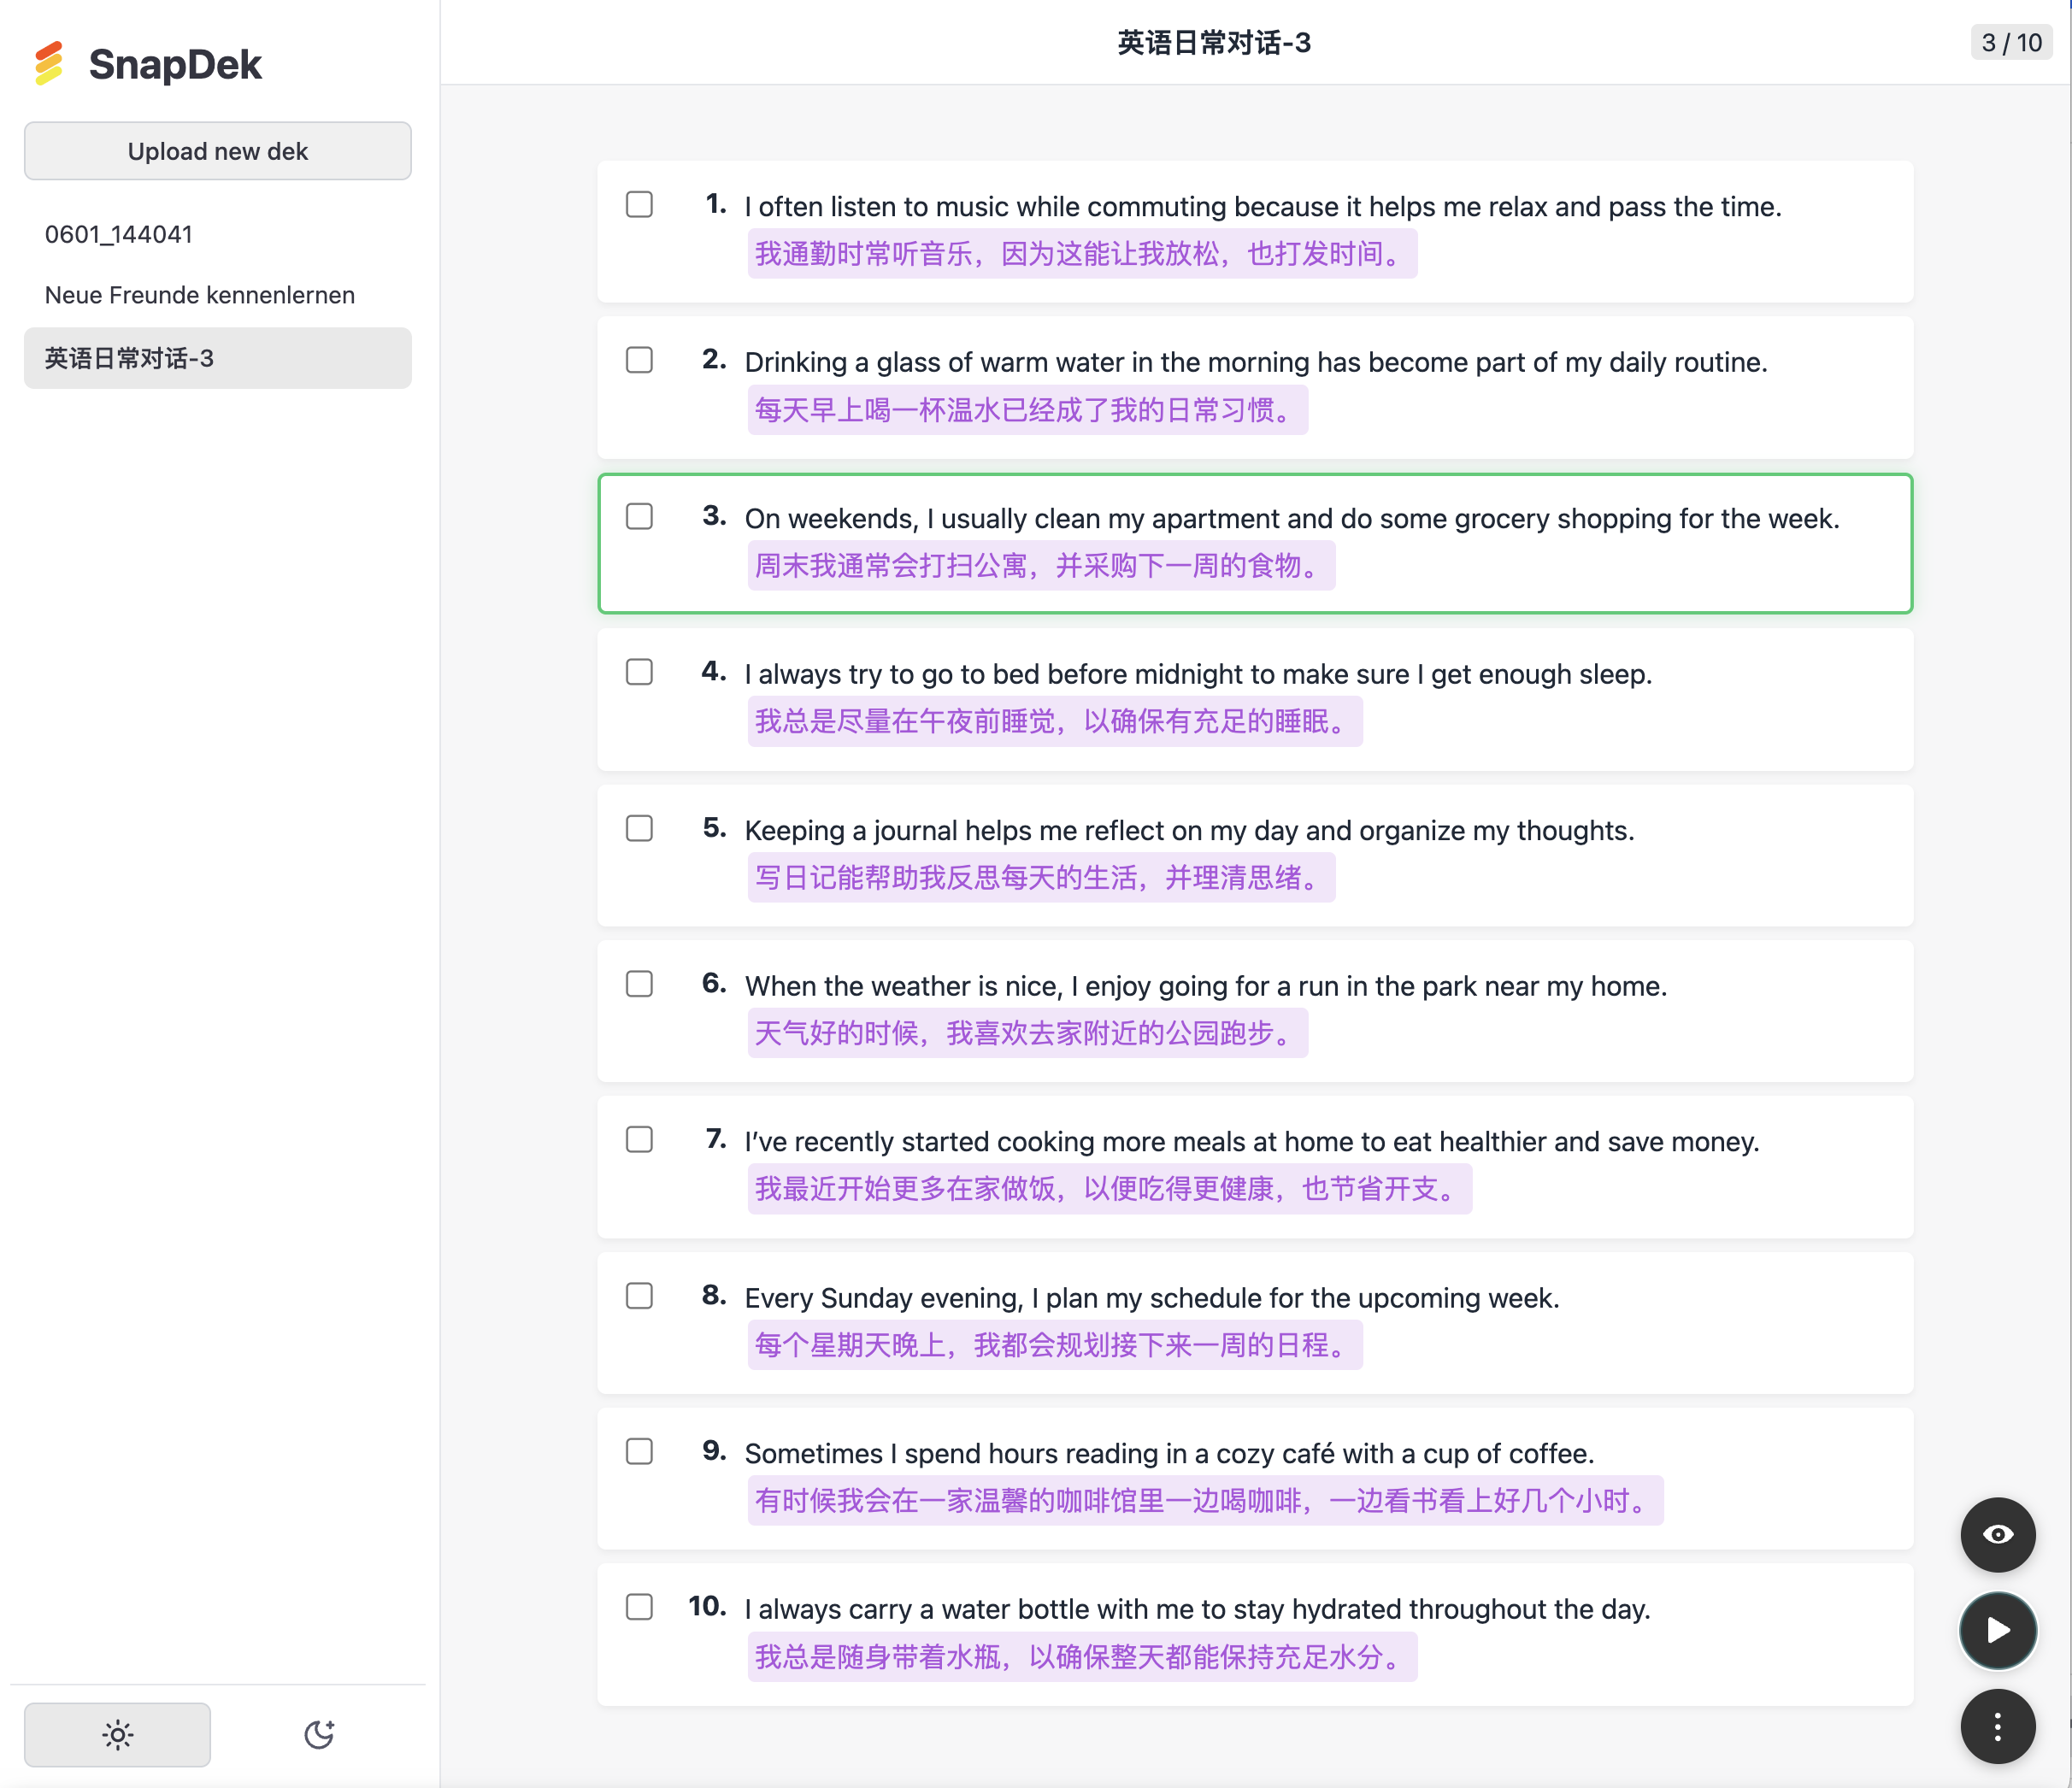 SnapDek
Upload new dek
0601_144041
Neue Freunde kennenlernen
英语日常对话-3
英语日常对话-3
3 / 10
1. I often listen to music while commuting because it helps me relax and pass the time.
我通勤时常听音乐，因为这能让我放松，也打发时间。
2. Drinking a glass of warm water in the morning has become part of my daily routine.
每天早上喝一杯温水已经成了我的日常习惯。
3. On weekends, I usually clean my apartment and do some grocery shopping for the week.
周末我通常会打扫公寓，并采购下一周的食物。
4. I always try to go to bed before midnight to make sure I get enough sleep.
我总是尽量在午夜前睡觉，以确保有充足的睡眠。
5. Keeping a journal helps me reflect on my day and organize my thoughts.
写日记能帮助我反思每天的生活，并理清思绪。
6. When the weather is nice, I enjoy going for a run in the park near my home.
天气好的时候，我喜欢去家附近的公园跑步。
7. I’ve recently started cooking more meals at home to eat healthier and save money.
我最近开始更多在家做饭，以便吃得更健康，也节省开支。
8. Every Sunday evening, I plan my schedule for the upcoming week.
每个星期天晚上，我都会规划接下来一周的日程。
9. Sometimes I spend hours reading in a cozy café with a cup of coffee.
有时候我会在一家温馨的咖啡馆里一边喝咖啡，一边看书看上好几个小时。
10. I always carry a water bottle with me to stay hydrated throughout the day.
我总是随身带着水瓶，以确保整天都能保持充足水分。